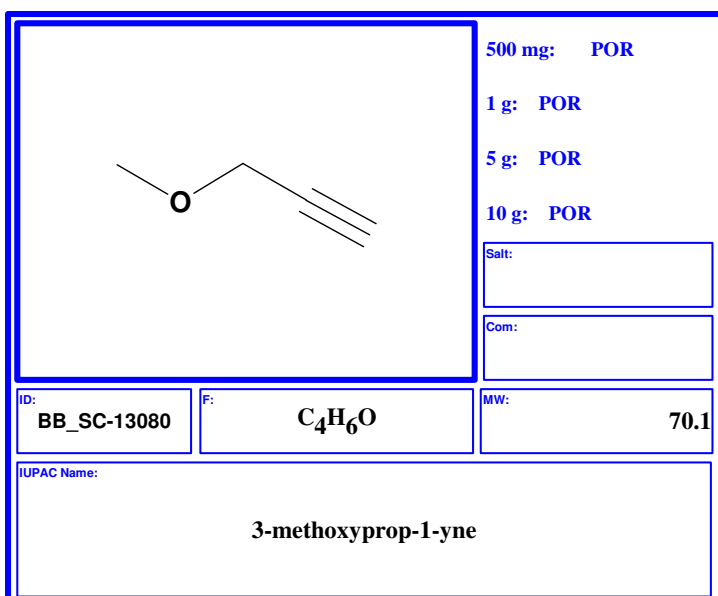 500 mg: POR
1 g: POR
5 g: POR
10 g: POR
O
Salt:
Com:
ID:
BB_SC-13080
F:
C4H6O
MW:
70.1
IUPAC Name:
3-methoxyprop-1-yne